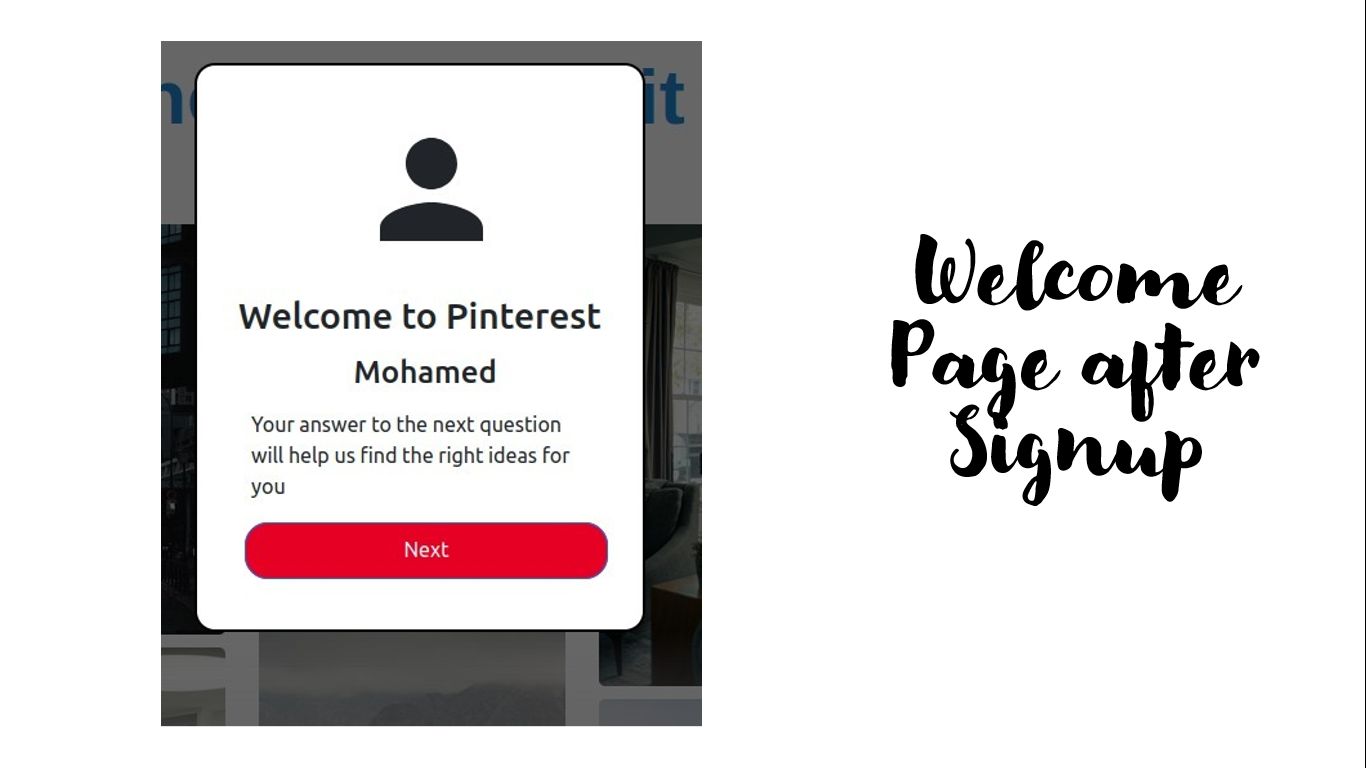 it
Welcome to Pinterest
Mohamed
Your answer to the next question
will help us find the right ideas for
you
Next
Welcome
Page after
Signup